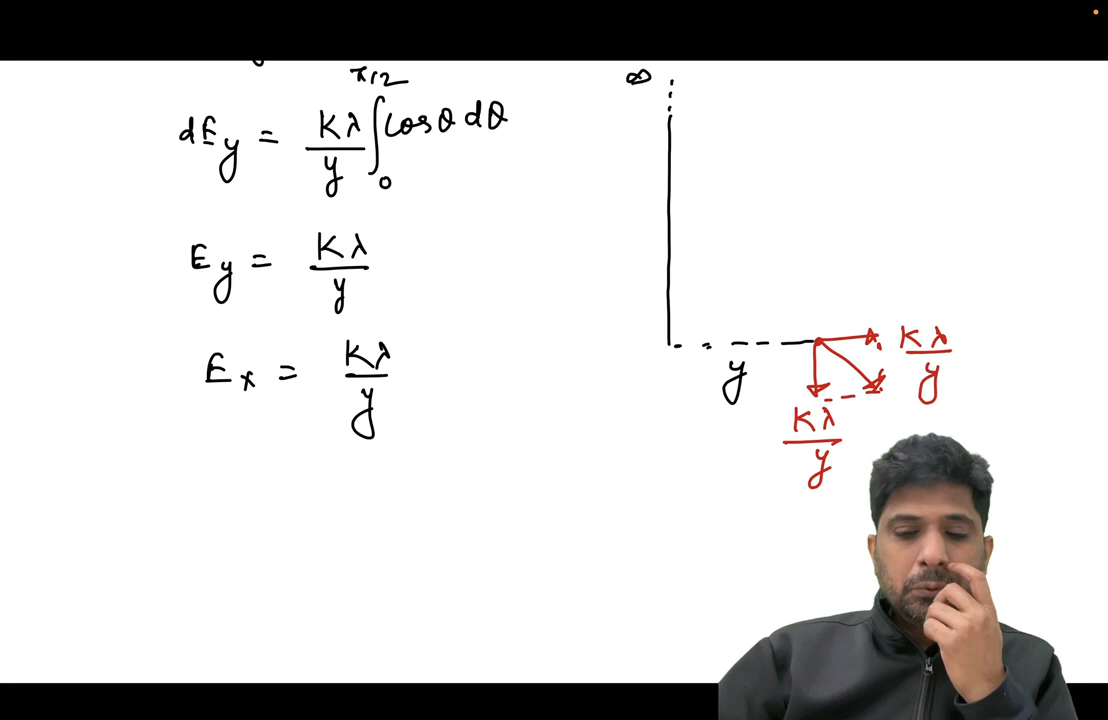 dE_y = Kλ/y ∫_0^{π/2} Cosθ dθ
E_y = Kλ/y
E_x = Kλ/y
∞
y
Kλ/y
Kλ/y